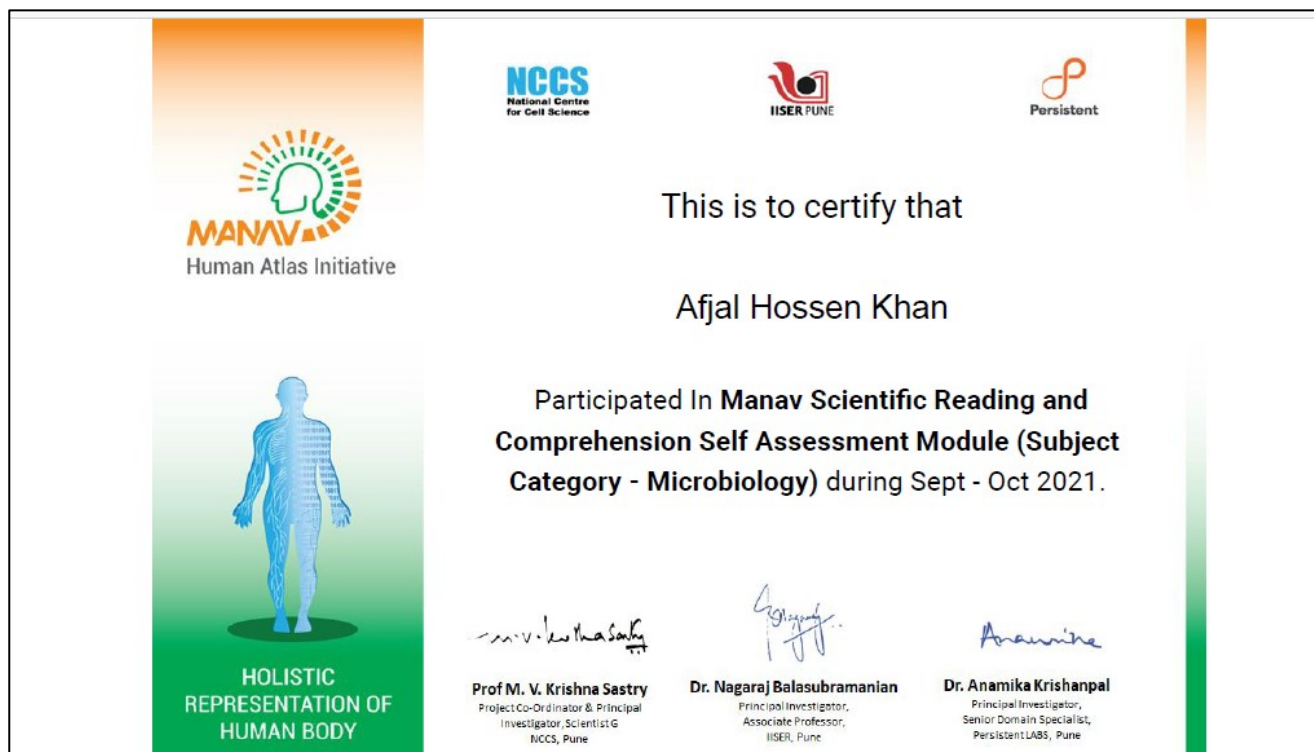 NCCS
National Centre
for Cell Science
IISER PUNE
Persistent
MANAV
Human Atlas Initiative
This is to certify that
Afjal Hossen Khan
Participated In Manav Scientific Reading and
Comprehension Self Assessment Module (Subject
Category - Microbiology) during Sept - Oct 2021.
HOLISTIC
REPRESENTATION OF
HUMAN BODY
Prof M. V. Krishna Sastry
Project Co-Ordinator & Principal
Investigator, Scientist G
NCCS, Pune
Dr. Nagaraj Balasubramanian
Principal Investigator,
Associate Professor,
IISER, Pune
Anamika
Dr. Anamika Krishanpal
Principal Investigator,
Senior Domain Specialist,
Persistent LABS, Pune